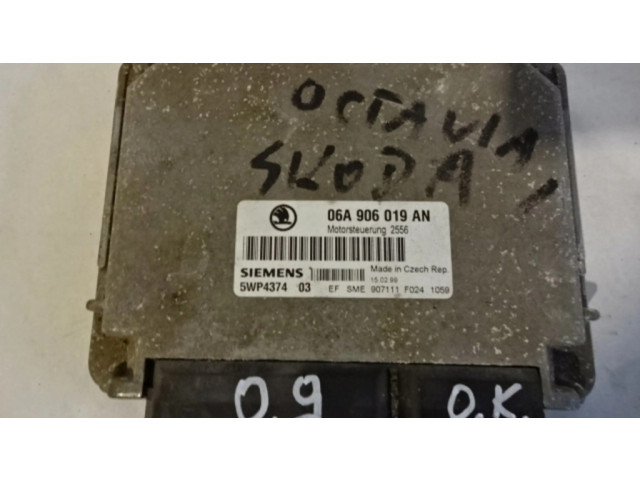 OCTAVIA,
SKODA
06A 906 019 AN
Motorsteuerung 2556
SIEMENS
Made in Czech Rep.
15.02.99
5WP4374 03
EF SME 907111 F024 1059
0.9 O.K.